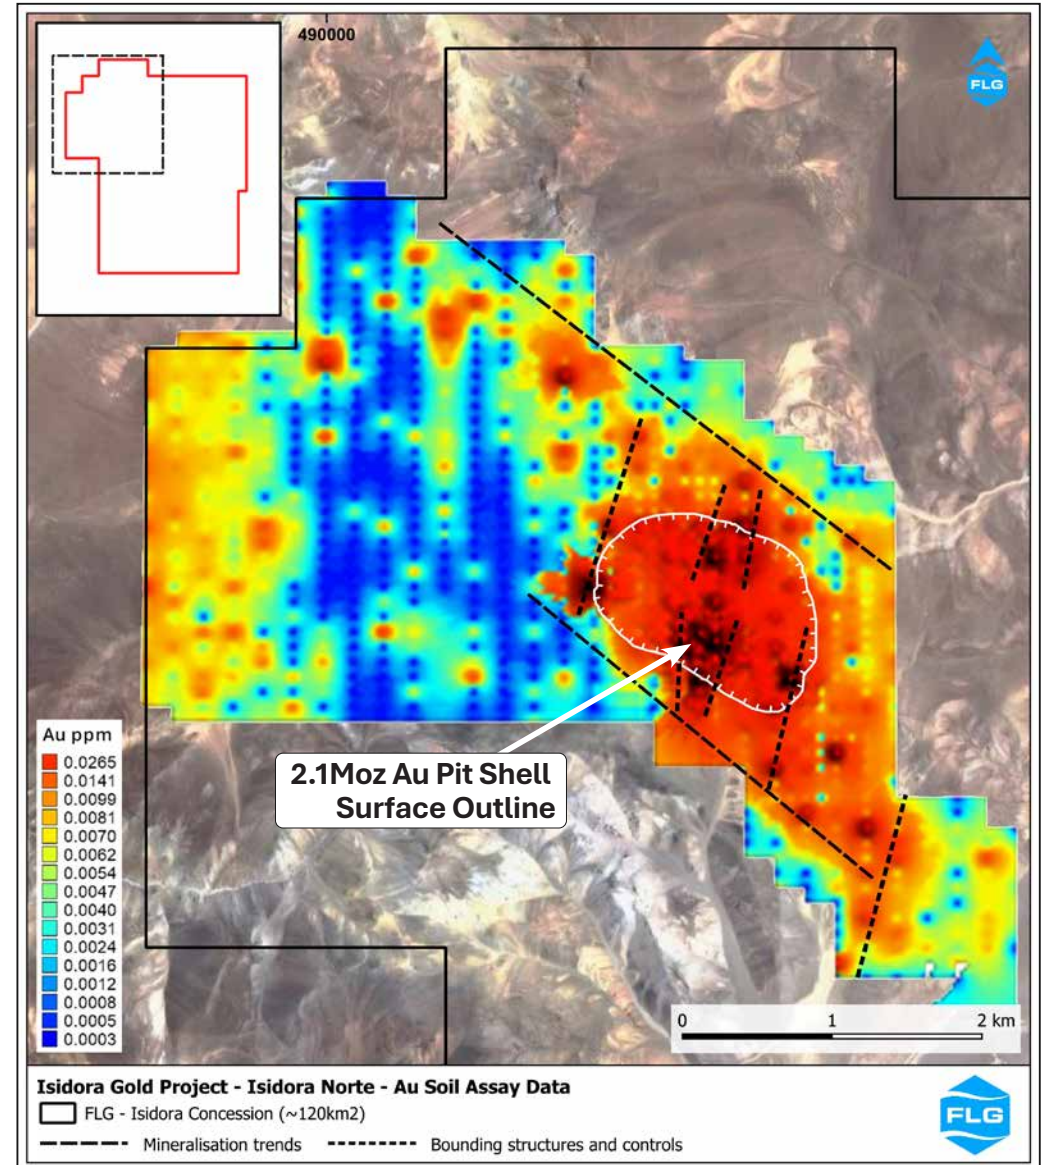 490000
FLG
2.1Moz Au Pit Shell
Surface Outline
Au ppm
0.0265
0.0141
0.0099
0.0081
0.0070
0.0062
0.0054
0.0047
0.0040
0.0031
0.0024
0.0016
0.0012
0.0008
0.0005
0.0003
0 1 2 km
Isidora Gold Project - Isidora Norte - Au Soil Assay Data
FLG - Isidora Concession (~120km2)
Mineralisation trends Bounding structures and controls
FLG